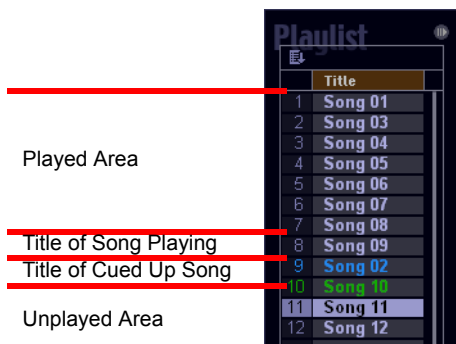 Playlist
Title
1 Song 01
2 Song 03
3 Song 04
Played Area
4 Song 05
5 Song 06
6 Song 07
7 Song 08
Title of Song Playing
8 Song 09
Title of Cued Up Song
9 Song 02
10 Song 10
Unplayed Area
11 Song 11
12 Song 12